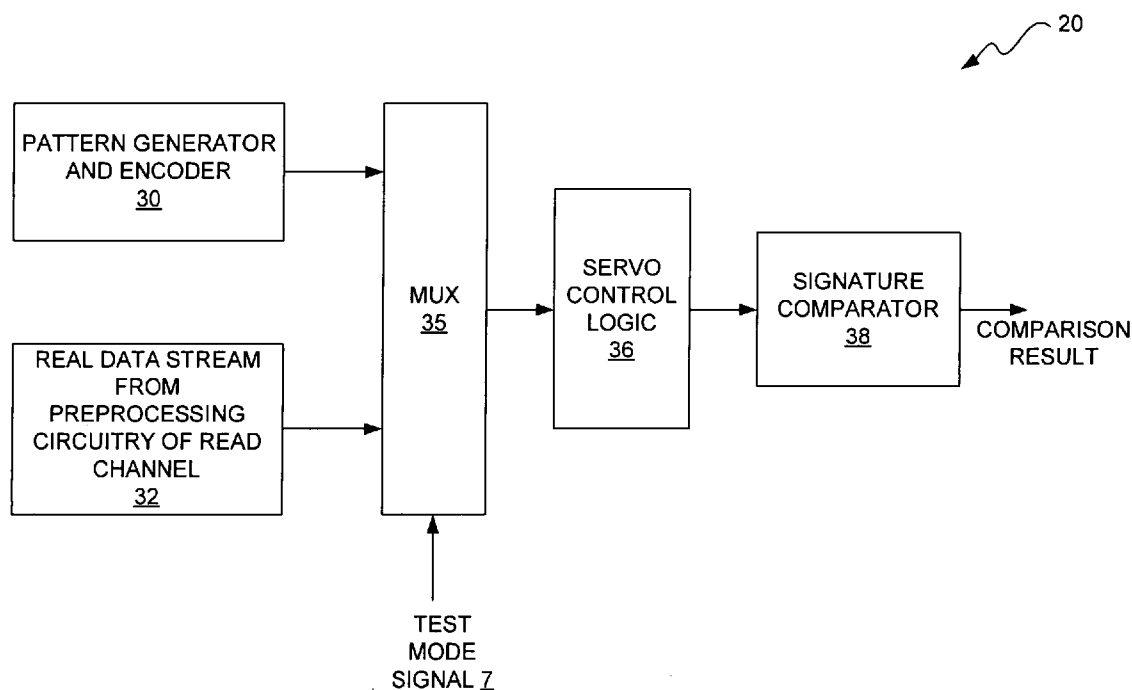 20
PATTERN GENERATOR
AND ENCODER
30
REAL DATA STREAM
FROM
PREPROCESSING
CIRCUITRY OF READ
CHANNEL
32
MUX
35
SERVO
CONTROL
LOGIC
36
SIGNATURE
COMPARATOR
38
COMPARISON
RESULT
TEST
MODE
SIGNAL 7